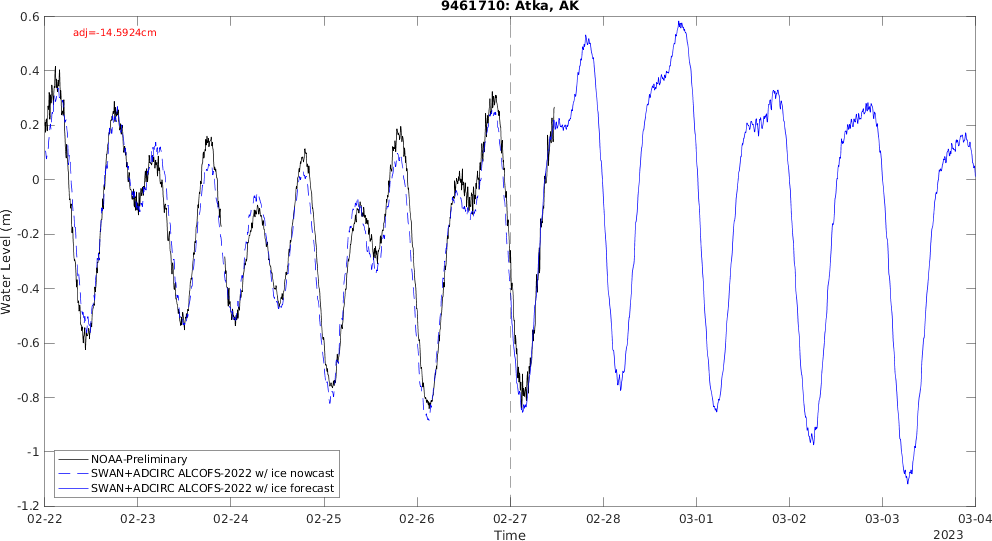 9461710: Atka, AK
adj=-14.5924cm
0.6
0.4
0.2
0
-0.2
-0.4
-0.6
-0.8
-1
-1.2
Water Level (m)
NOAA-Preliminary
SWAN+ADCIRC ALCOFS-2022 w/ ice nowcast
SWAN+ADCIRC ALCOFS-2022 w/ ice forecast
02-22 02-23 02-24 02-25 02-26 02-27 02-28 03-01 03-02 03-03 03-04
Time
2023